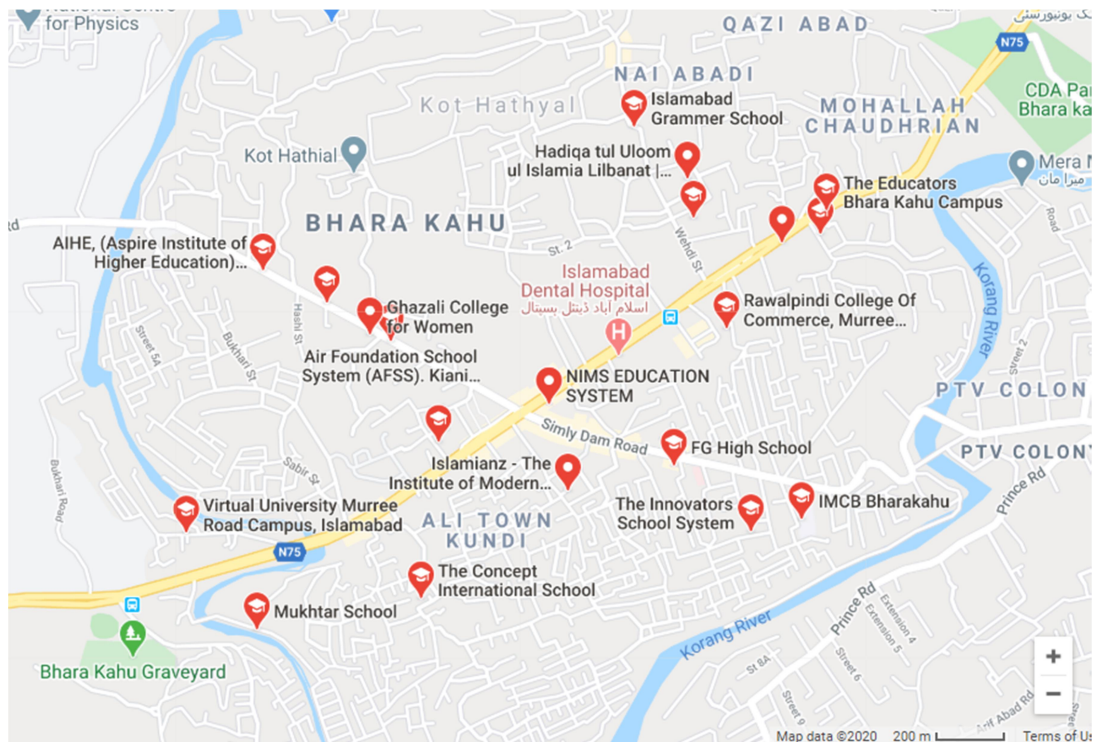 for Physics
QAZI ABAD
N75
NAI ABADI
CDA Par
Bhara ka
Kot Hathyal
Islamabad
Grammer School
MOHALLAH
CHAUDHRIAN
Kot Hathial
Hadiqa tul Uloom
ul Islamia Lilbanat |...
Mera
میرا مان
The Educators
Bhara Kahu Campus
BHARA KAHU
Road
AIHE, (Aspire Institute of
Higher Education)...
St. 2
Wehdi St
Islamabad
Dental Hospital
اسلام آباد ڈینٹل ہسپتال
Korang River
Rawalpindi College Of
Commerce, Murree...
Ghazali College
for Women
Hashi St
Street 5A
Bukhari St
Air Foundation School
System (AFSS). Kiani...
NIMS EDUCATION
SYSTEM
PTV COLON
Simly Dam Road
FG High School
PTV COLONY
Islamianz - The
Institute of Modern...
Sabir St
Bukhari Road
Prince Rd
Virtual University Murree
Road Campus, Islamabad
The Innovators
School System
IMCB Bharakahu
ALI TOWN
KUNDI
N75
The Concept
International School
Mukhtar School
Prince Rd
Extension 4
Extension 5
Korang River
Bhara Kahu Graveyard
St 8A
Street 6
Street 9
Arif Abad Rd
+
−
Map data ©2020
200 m
Terms of Us